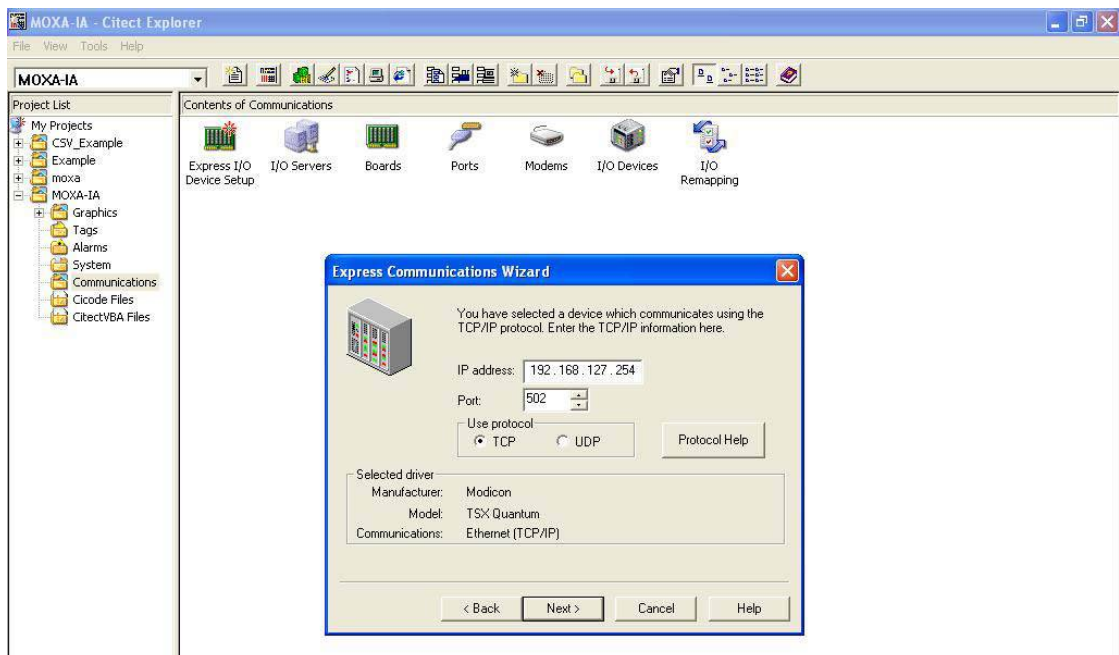 MOXA-IA - Citect Explorer
File View Tools Help
MOXA-IA
Project List
Contents of Communications
My Projects
CSV_Example
Example
moxa
MOXA-IA
Graphics
Tags
Alarms
System
Communications
Cicode Files
CitectVBA Files
Express I/O
Device Setup
I/O Servers
Boards
Ports
Modems
I/O Devices
I/O
Remapping
Express Communications Wizard
You have selected a device which communicates using the
TCP/IP protocol. Enter the TCP/IP information here.
IP address: 192 . 168 . 127 . 254
Port: 502
Use protocol
TCP UDP
Protocol Help
Selected driver
Manufacturer: Modicon
Model: TSX Quantum
Communications: Ethernet (TCP/IP)
< Back Next > Cancel Help